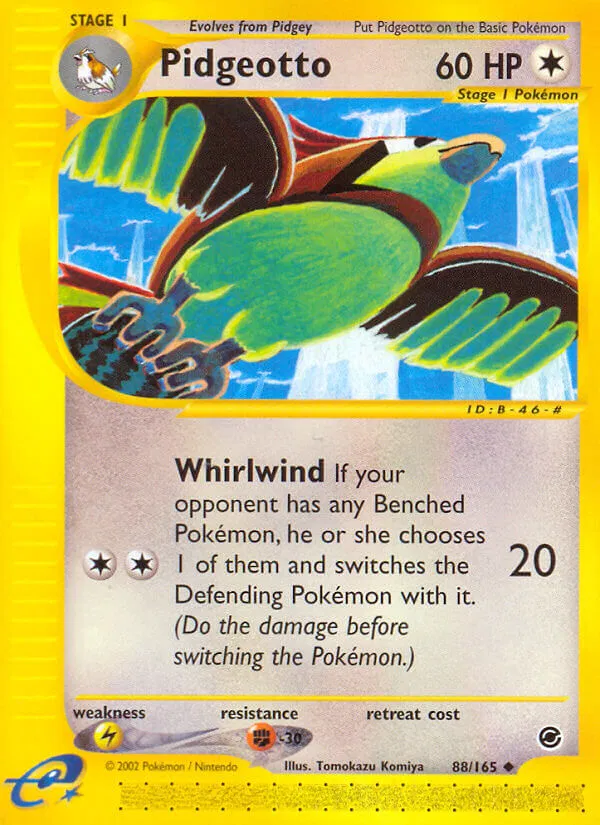 STAGE 1
Evolves from Pidgey
Put Pidgeotto on the Basic Pokémon
Pidgeotto
60 HP
Stage 1 Pokémon
ID:B-46-#
Whirlwind If your
opponent has any Benched
Pokémon, he or she chooses
1 of them and switches the
Defending Pokémon with it.
(Do the damage before
switching the Pokémon.)
20
weakness
resistance
retreat cost
-30
© 2002 Pokémon / Nintendo
Illus. Tomokazu Komiya
88/165
e